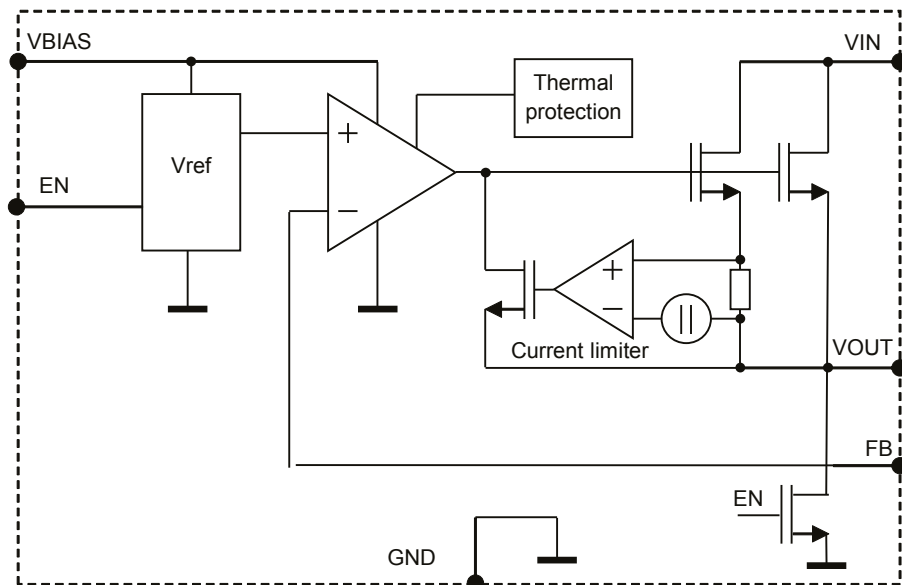 VBIAS
VIN
Thermal
protection
+
Vref
EN
−
+
−
Current limiter
VOUT
FB
EN
GND